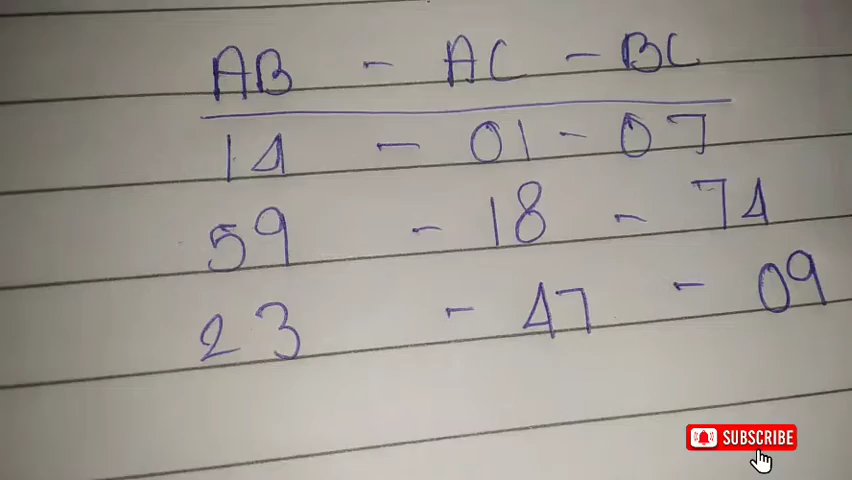 AB - AC - BC
14 - 01 - 07
59 - 18 - 74
23 - 47 - 09
SUBSCRIBE